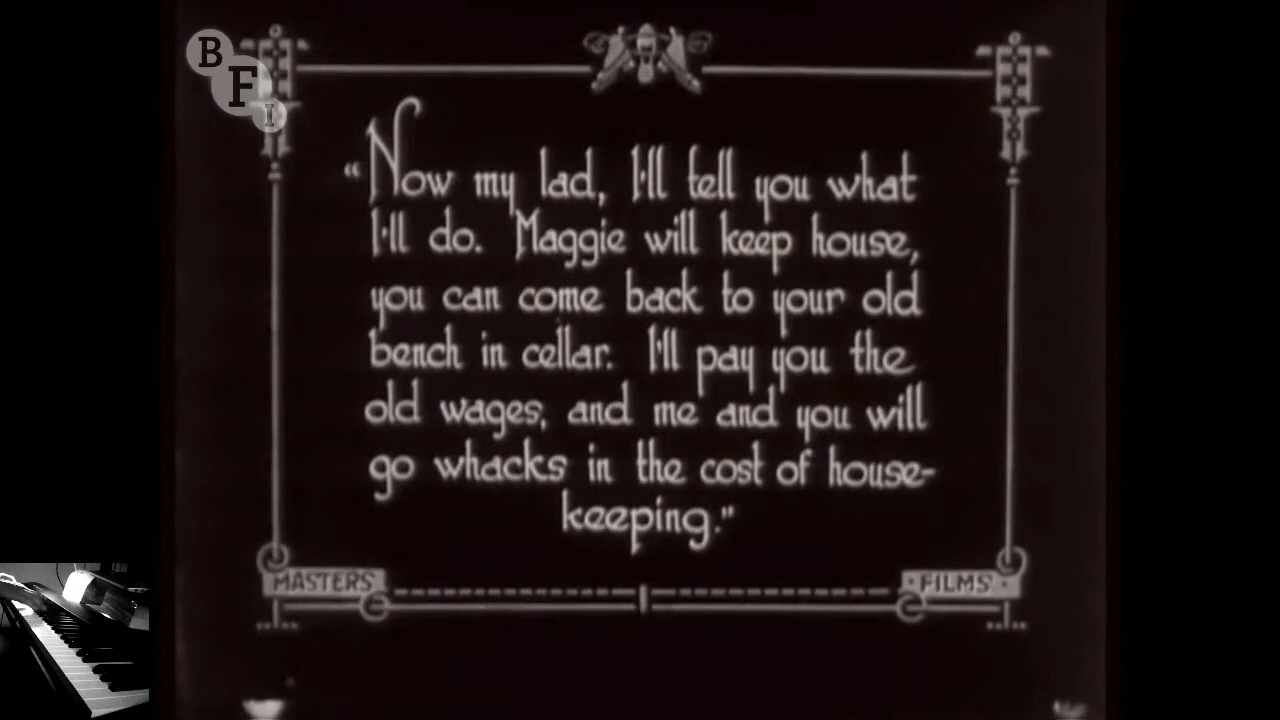 BFI
“Now my lad, I'll tell you what
I'll do. Maggie will keep house,
you can come back to your old
bench in cellar. I'll pay you the
old wages, and me and you will
go whacks in the cost of house-
keeping.”
MASTERS
· FILMS ·